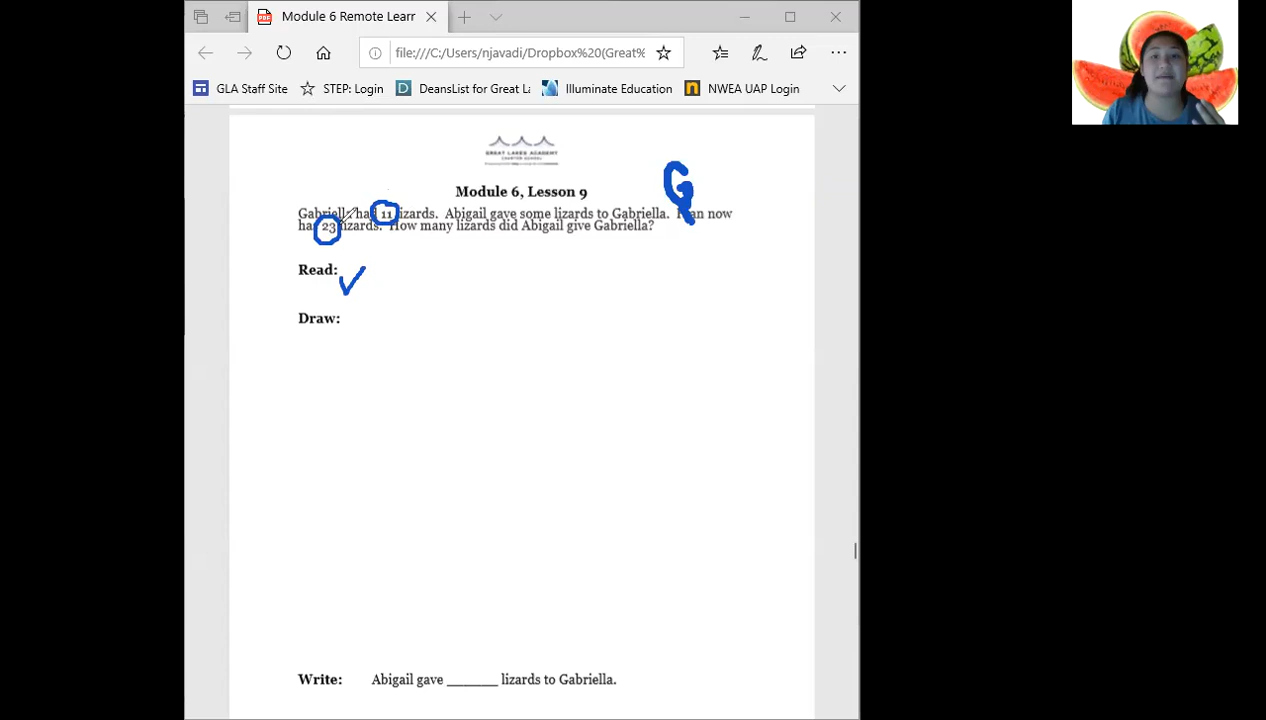 Module 6 Remote Learr
file:///C:/Users/njavadi/Dropbox%20(Great%
GLA Staff Site
STEP: Login
DeansList for Great La
Illuminate Education
NWEA UAP Login
GREAT LAKES ACADEMY
CHARTER SCHOOL
G
Module 6, Lesson 9
Gabriella had 11 lizards. Abigail gave some lizards to Gabriella. now
has 23 lizards. How many lizards did Abigail give Gabriella?
Read:
Draw:
Write: Abigail gave ______ lizards to Gabriella.